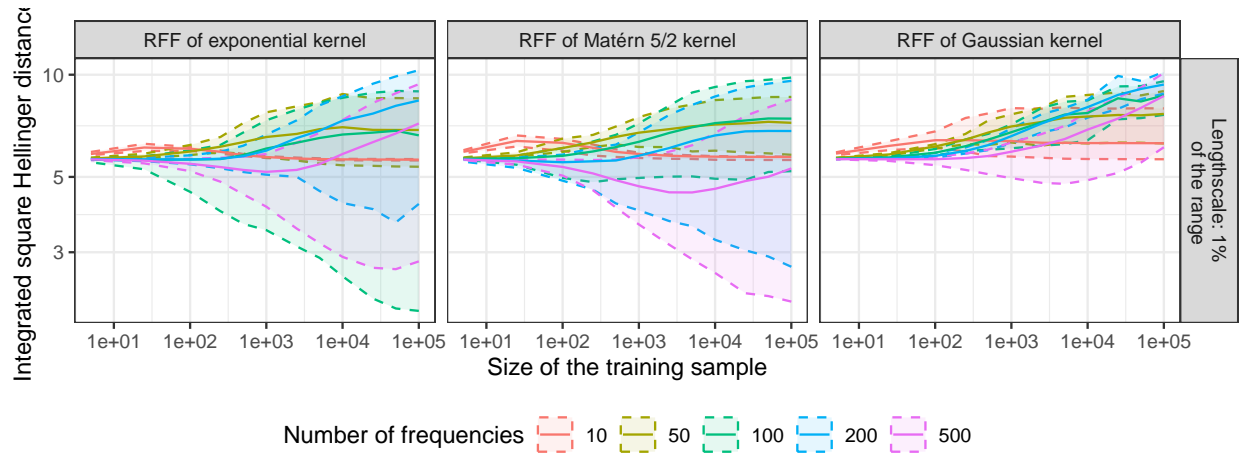 RFF of exponential kernel
RFF of Matérn 5/2 kernel
RFF of Gaussian kernel
Integrated square Hellinger distance
10
5
3
Lengthscale: 1%
of the range
1e+01 1e+02 1e+03 1e+04 1e+05
1e+01 1e+02 1e+03 1e+04 1e+05
1e+01 1e+02 1e+03 1e+04 1e+05
Size of the training sample
Number of frequencies 10 50 100 200 500